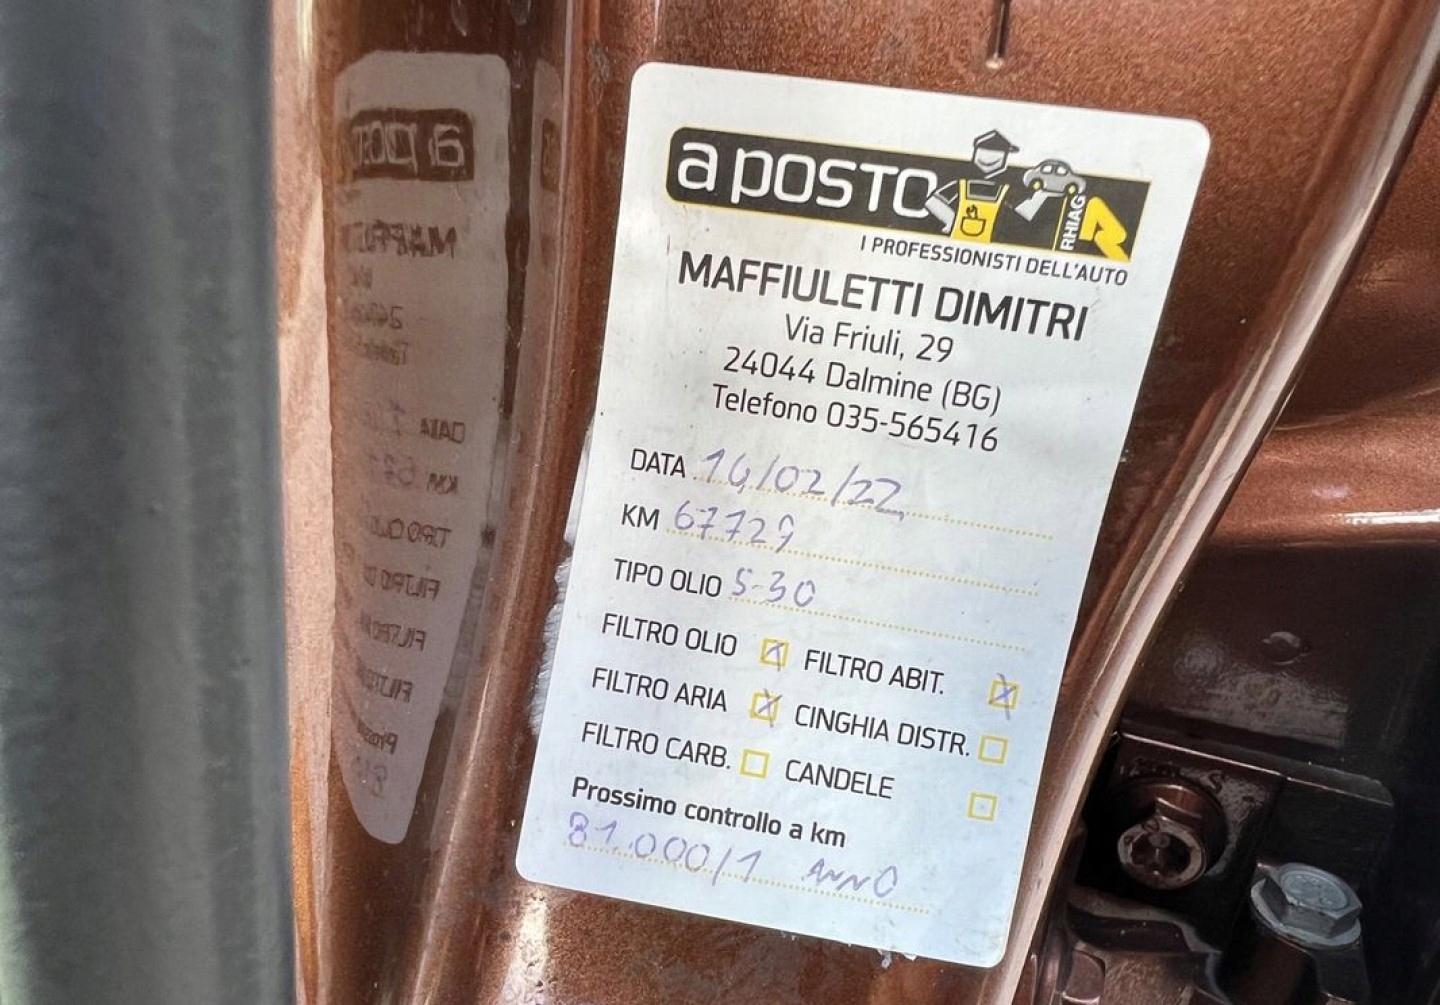 a posto
RHIAG
I PROFESSIONISTI DELL'AUTO
MAFFIULETTI DIMITRI
Via Friuli, 29
24044 Dalmine (BG)
Telefono 035-565416
DATA 14/02/22
KM 67729
TIPO OLIO 5-30
FILTRO OLIO FILTRO ABIT.
FILTRO ARIA CINGHIA DISTR.
FILTRO CARB. CANDELE
Prossimo controllo a km
81.000/1 ANNO